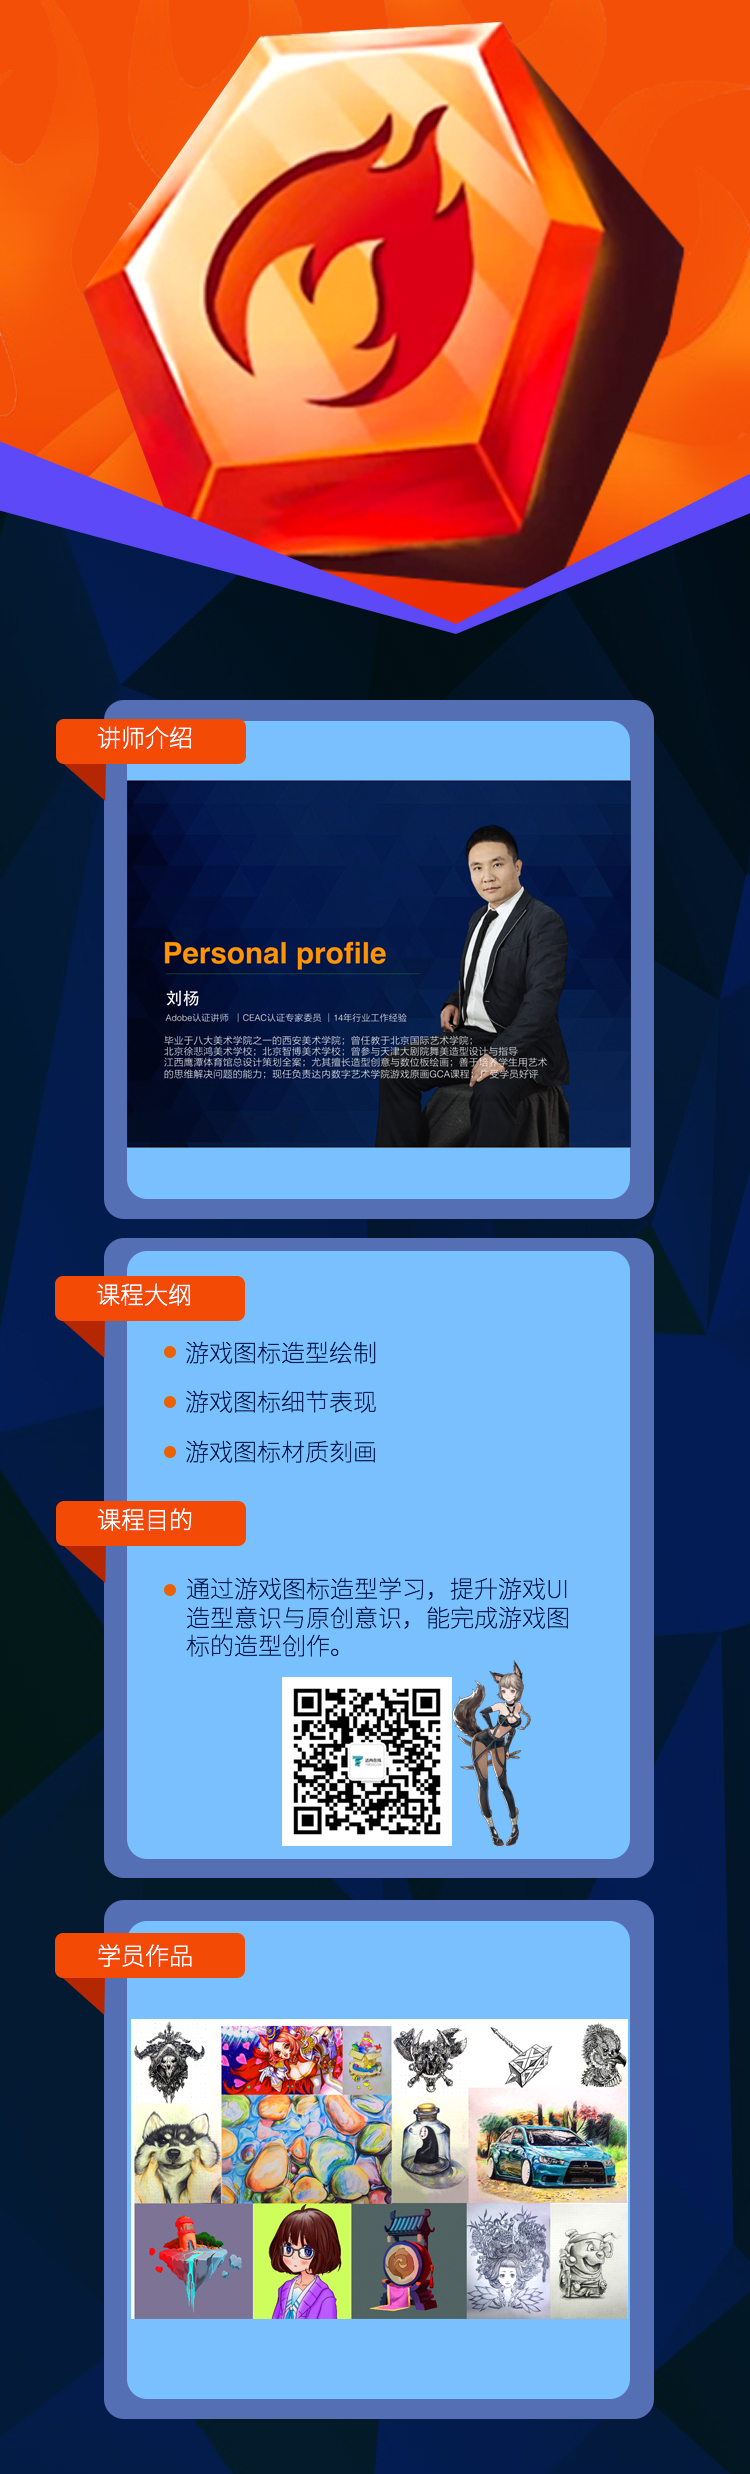 讲师介绍
Personal profile
刘杨
Adobe认证讲师 | CEAC认证专家委员 | 14年行业工作经验
毕业于八大美术学院之一的西安美术学院；曾任教于北京国际艺术学院；
北京徐悲鸿美术学校；北京智博美术学校；曾参与天津大剧院舞美造型设计与指导
江西鹰潭体育馆总设计策划全案；尤其擅长造型创意与数位板绘画；善于培养学生用艺术
的思维解决问题的能力；现任负责达内数字艺术学院游戏原画GCA课程；广受学员好评
课程大纲
游戏图标造型绘制
游戏图标细节表现
游戏图标材质刻画
课程目的
通过游戏图标造型学习，提升游戏UI
造型意识与原创意识，能完成游戏图
标的造型创作。
达内在线
学员作品